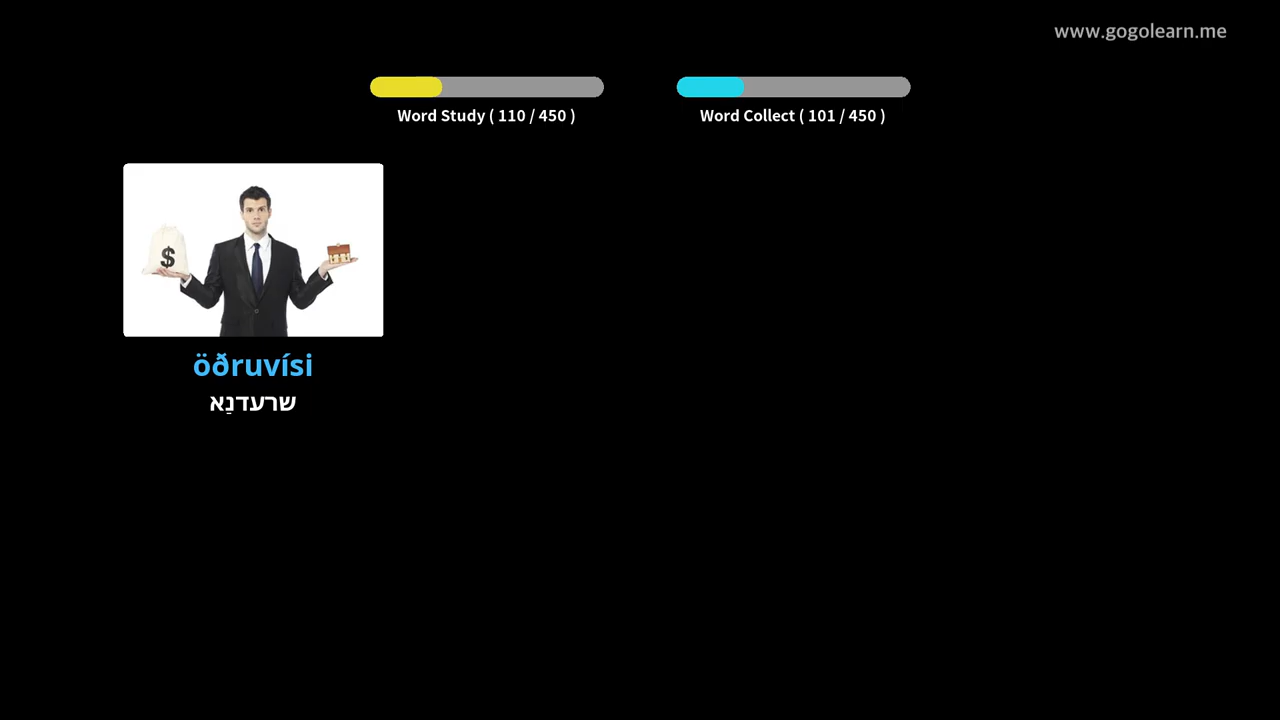 www.gogolearn.me
Word Study ( 110 / 450 )
Word Collect ( 101 / 450 )
$
öðruvísi
שרעדנַא